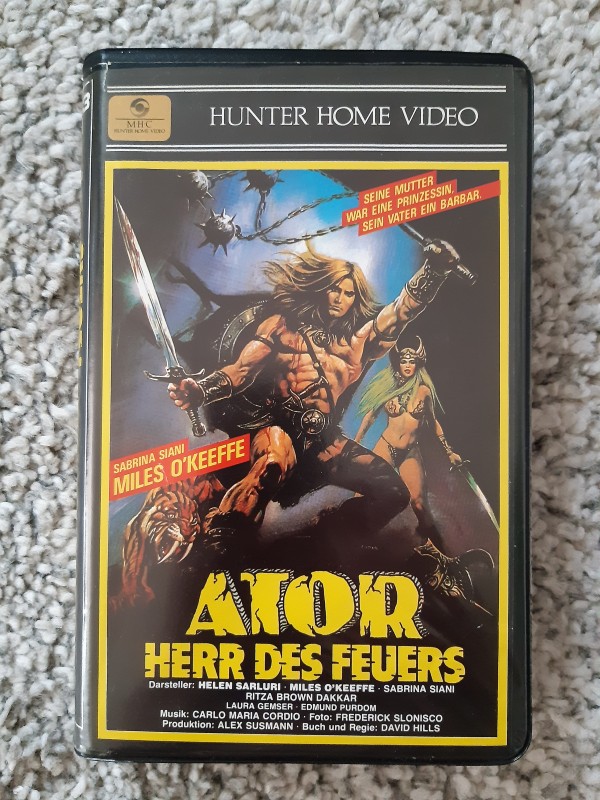 MHC
HUNTER HOME VIDEO
HUNTER HOME VIDEO
SEINE MUTTER
WAR EINE PRINZESSIN,
SEIN VATER EIN BARBAR.
SABRINA SIANI
MILES O'KEEFFE
ATOR
HERR DES FEUERS
Darsteller: HELEN SARLURI · MILES O'KEEFFE · SABRINA SIANI
RITZA BROWN DAKKAR
LAURA GEMSER · EDMUND PURDOM
Musik: CARLO MARIA CORDIO · Foto: FREDERICK SLONISCO
Produktion: ALEX SUSMANN · Buch und Regie: DAVID HILLS